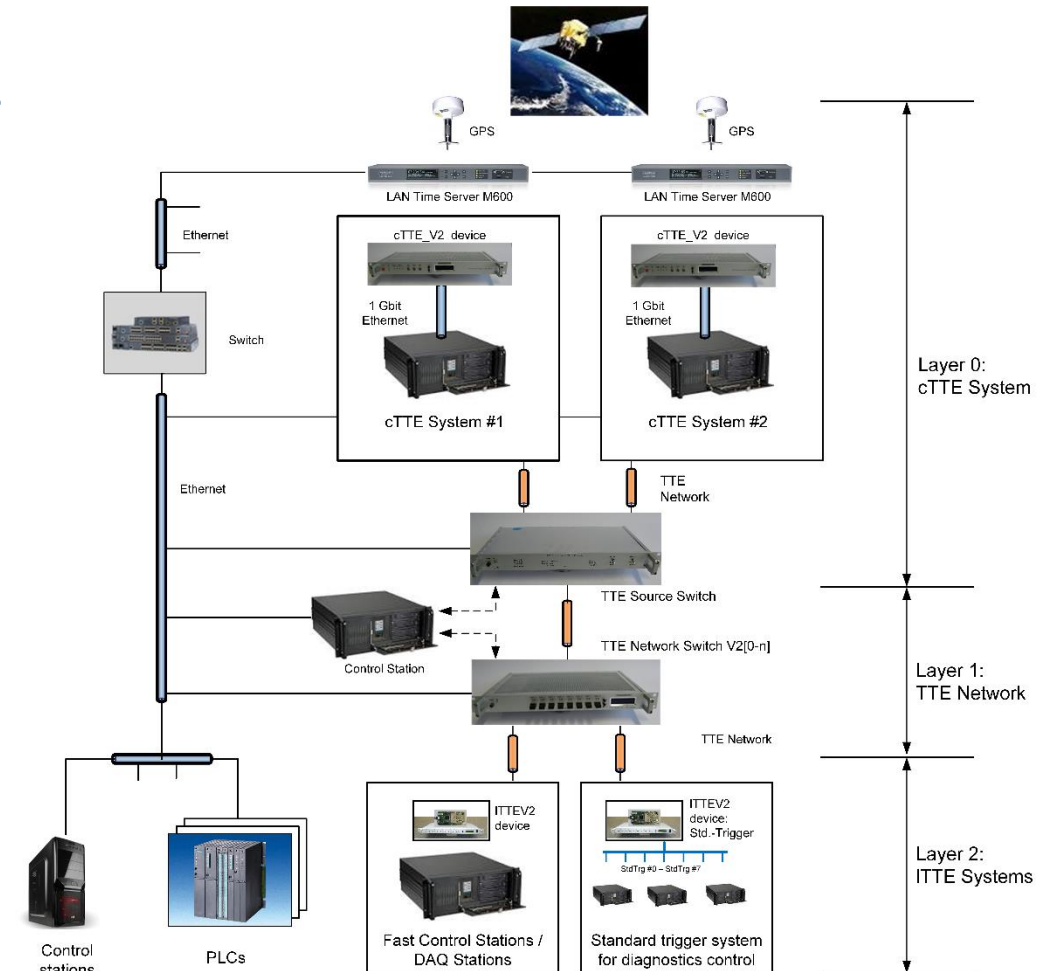 GPS
GPS
LAN Time Server M600
LAN Time Server M600
Ethernet
cTTE_V2 device
cTTE_V2 device
1 Gbit
Ethernet
1 Gbit
Ethernet
Switch
Layer 0:
cTTE System
cTTE System #1
cTTE System #2
Ethernet
TTE
Network
TTE Source Switch
TTE Network Switch V2[0-n]
Control Station
Layer 1:
TTE Network
TTE Network
ITTEV2
device
ITTEV2
device:
Std.-Trigger
StdTrg #0 – StdTrg #7
Layer 2:
ITTE Systems
Control
stations
PLCs
Fast Control Stations /
DAQ Stations
Standard trigger system
for diagnostics control